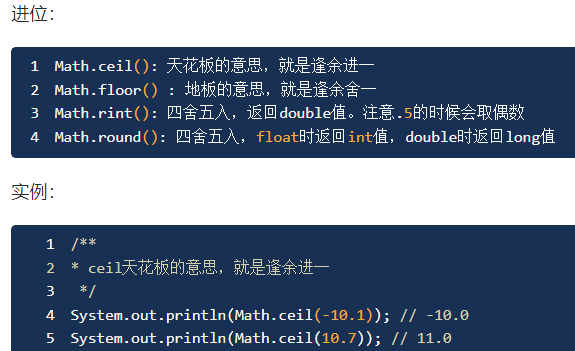 进位：
1 Math.ceil(): 天花板的意思，就是逢余进一
2 Math.floor() : 地板的意思，就是逢余舍一
3 Math.rint(): 四舍五入，返回double值。注意.5的时候会取偶数
4 Math.round(): 四舍五入，float时返回int值，double时返回long值
实例：
1 /**
2 * ceil天花板的意思，就是逢余进一
3 */
4 System.out.println(Math.ceil(-10.1)); // -10.0
5 System.out.println(Math.ceil(10.7)); // 11.0